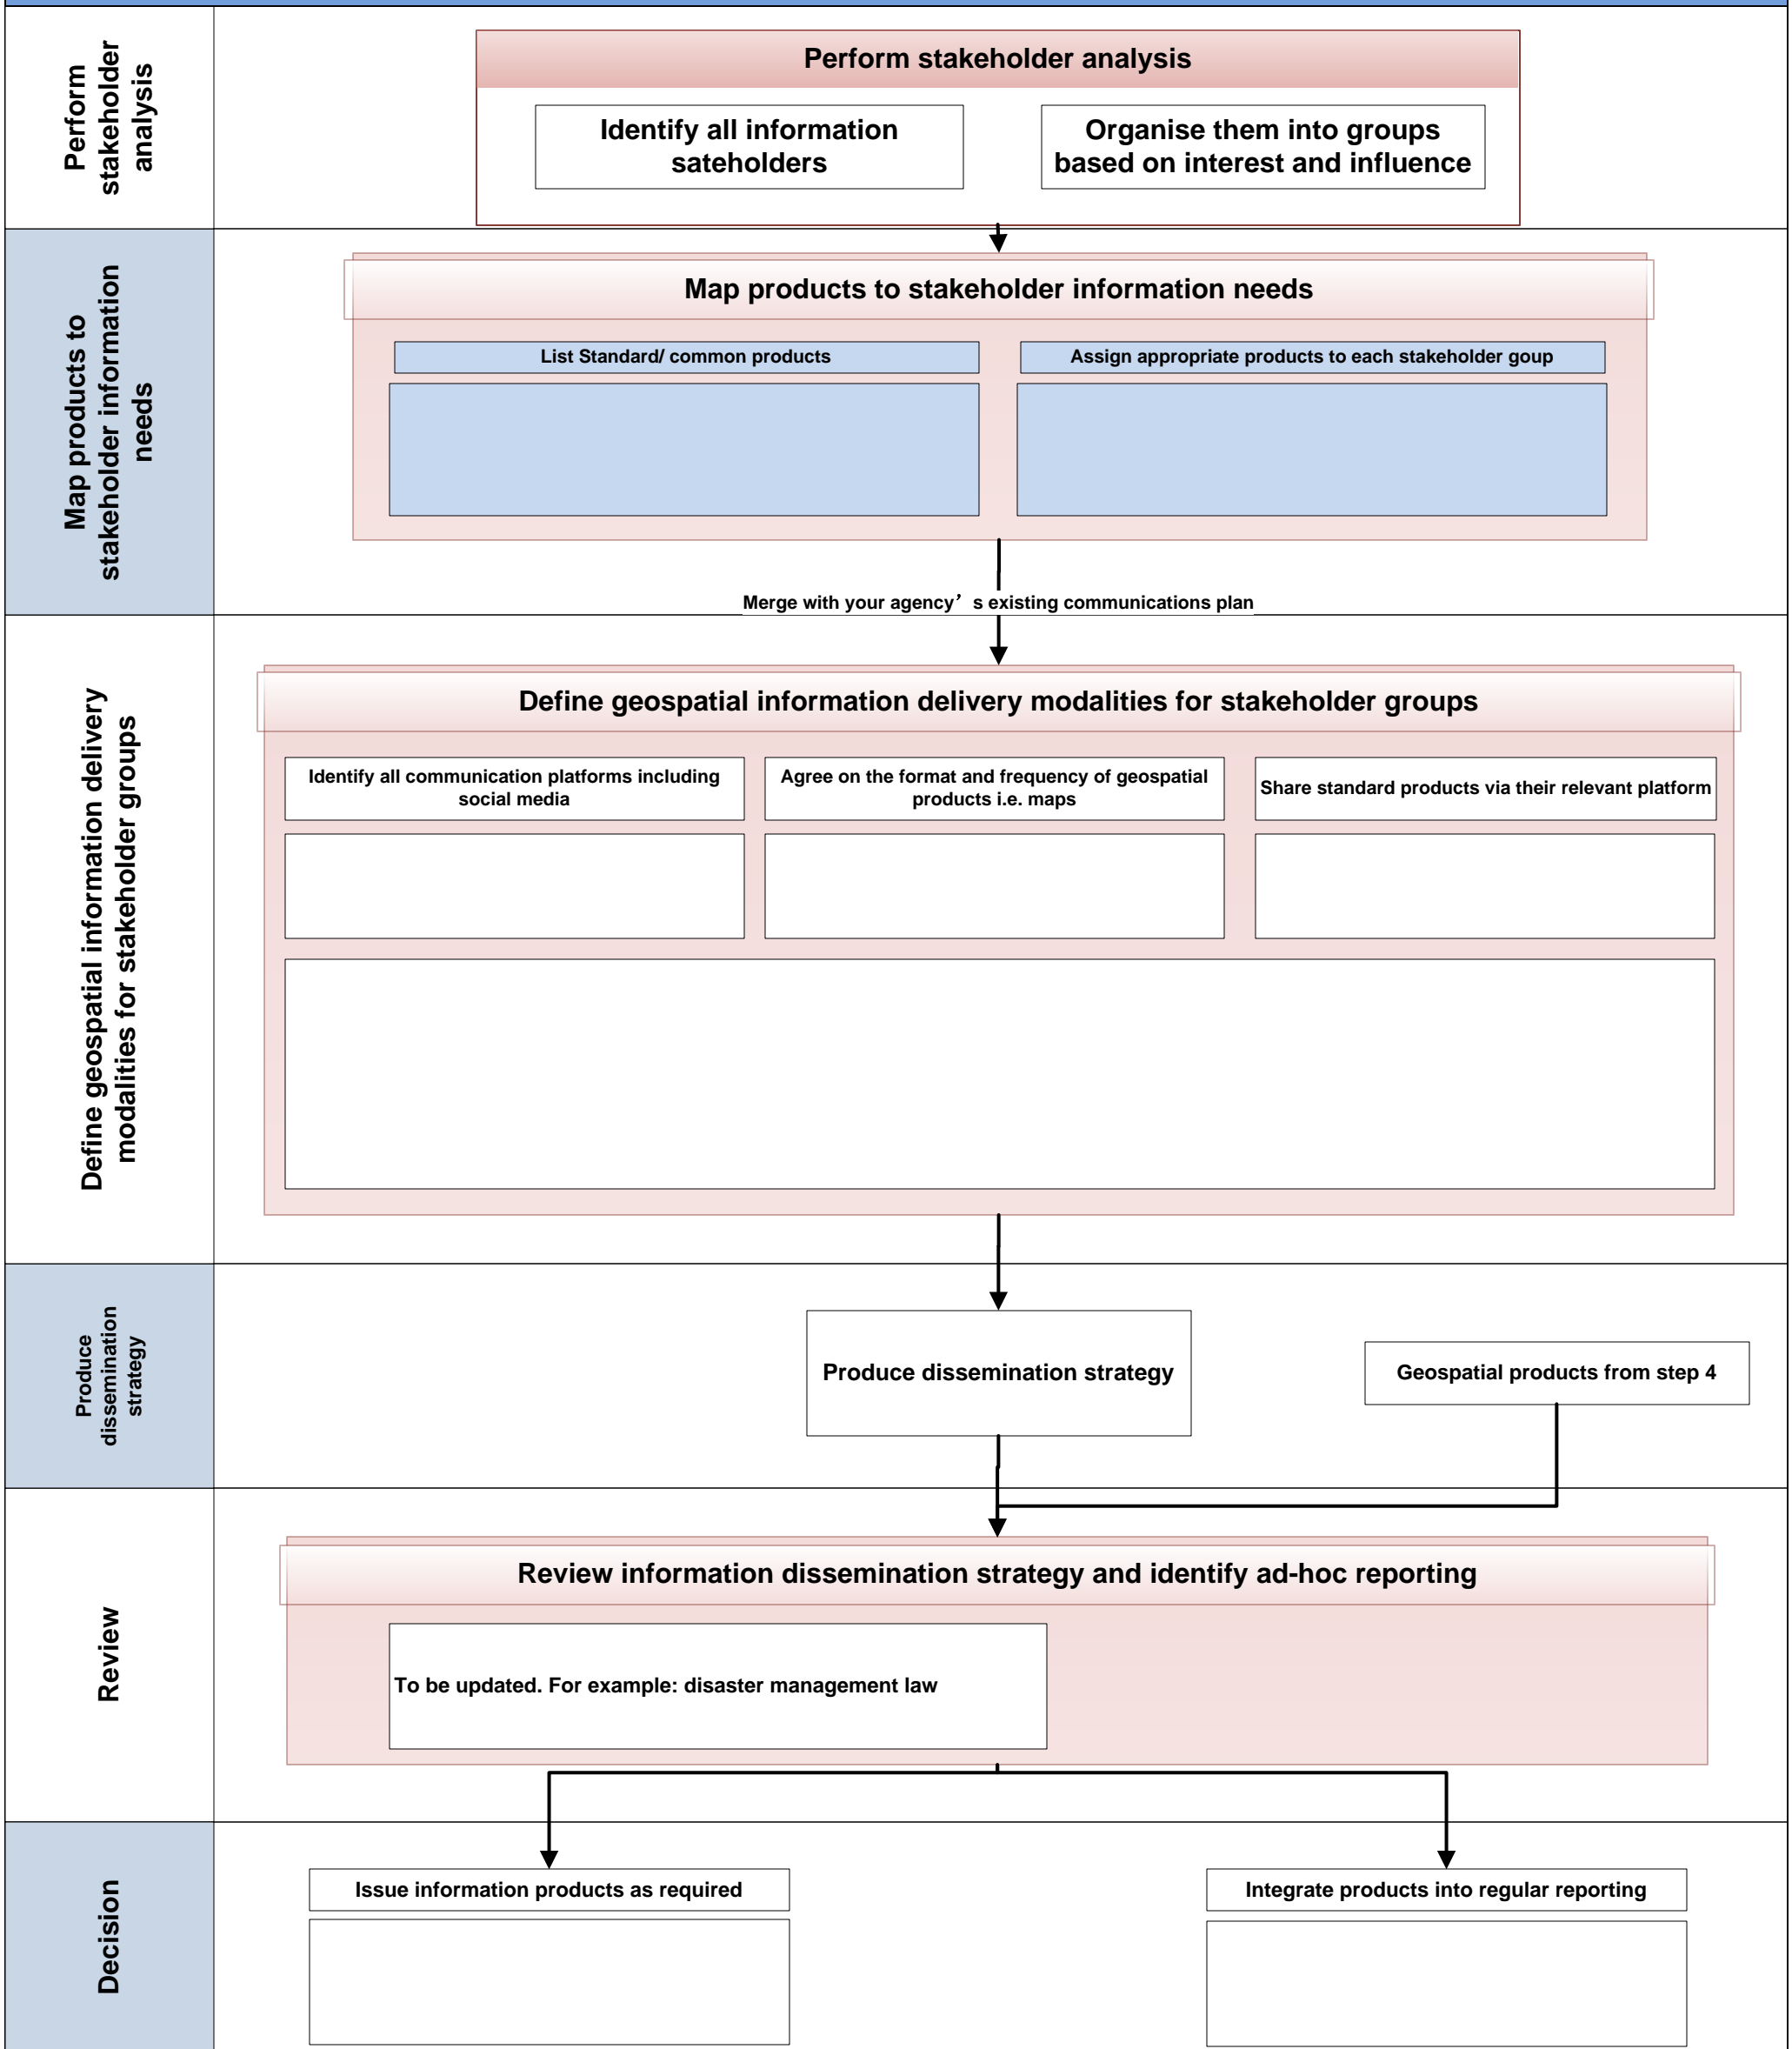 Perform
stakeholder
analysis
Perform stakeholder analysis
Identify all information
sateholders
Organise them into groups
based on interest and influence
Map products to
stakeholder information
needs
Map products to stakeholder information needs
List Standard/ common products
Assign appropriate products to each stakeholder goup
Merge with your agency’s existing communications plan
Define geospatial information delivery
modalities for stakeholder groups
Define geospatial information delivery modalities for stakeholder groups
Identify all communication platforms including
social media
Agree on the format and frequency of geospatial
products i.e. maps
Share standard products via their relevant platform
Produce
dissemination
strategy
Produce dissemination strategy
Geospatial products from step 4
Review
Review information dissemination strategy and identify ad-hoc reporting
To be updated. For example: disaster management law
Decision
Issue information products as required
Integrate products into regular reporting